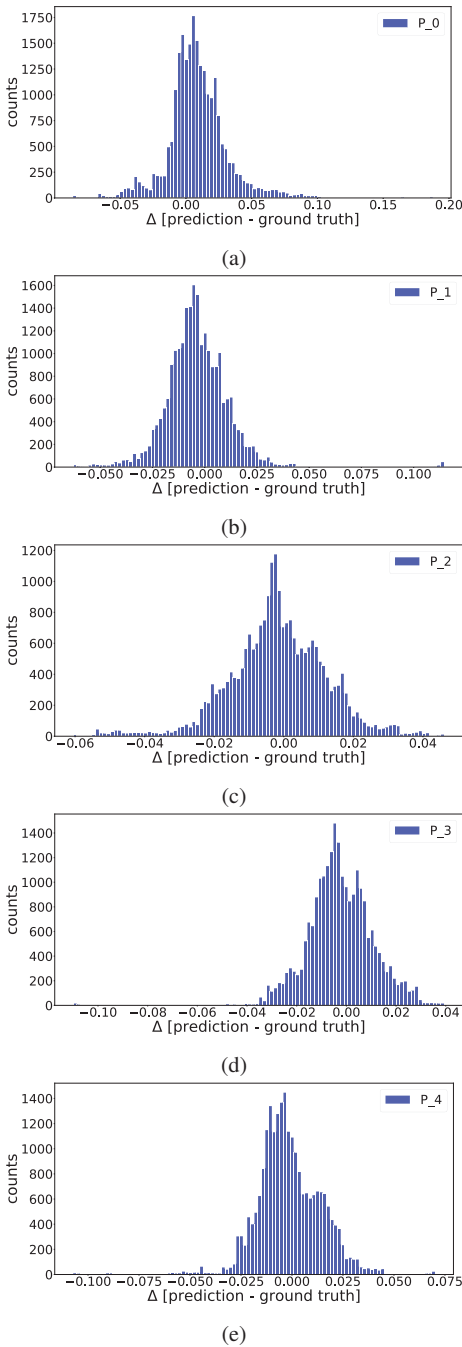 1750
1500
1250
1000
750
500
250
0
counts
P_0
−0.05 0.00 0.05 0.10 0.15 0.20
Δ [prediction - ground truth]
(a)
1600
1400
1200
1000
800
600
400
200
0
counts
P_1
−0.050 −0.025 0.000 0.025 0.050 0.075 0.100
Δ [prediction - ground truth]
(b)
1200
1000
800
600
400
200
0
counts
P_2
−0.06 −0.04 −0.02 0.00 0.02 0.04
Δ [prediction - ground truth]
(c)
1400
1200
1000
800
600
400
200
0
counts
P_3
−0.10 −0.08 −0.06 −0.04 −0.02 0.00 0.02 0.04
Δ [prediction - ground truth]
(d)
1400
1200
1000
800
600
400
200
0
counts
P_4
−0.100 −0.075 −0.050 −0.025 0.000 0.025 0.050 0.075
Δ [prediction - ground truth]
(e)